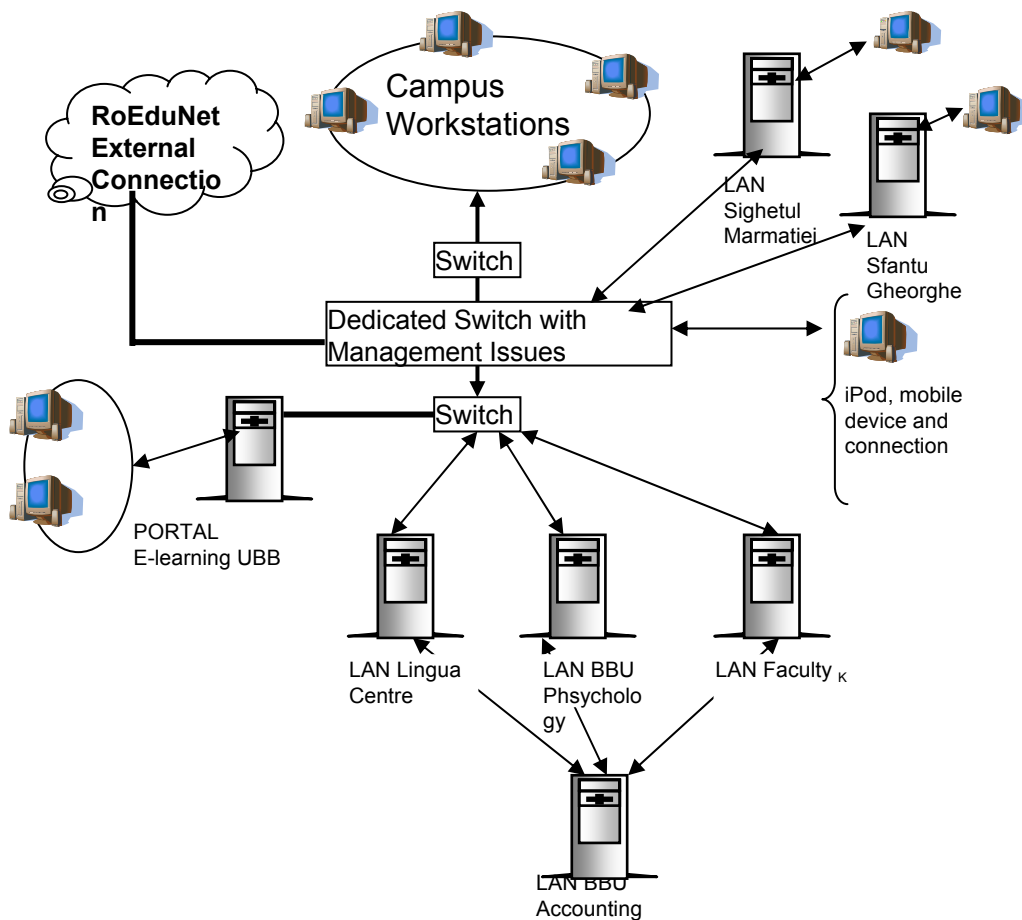 RoEduNet
External
Connectio
n
Campus
Workstations
LAN
Sighetul
Marmatiei
LAN
Sfantu
Gheorghe
Switch
Dedicated Switch with
Management Issues
iPod, mobile
device and
connection
Switch
PORTAL
E-learning UBB
LAN Lingua
Centre
LAN BBU
Phsycholo
gy
LAN Faculty K
LAN BBU
Accounting